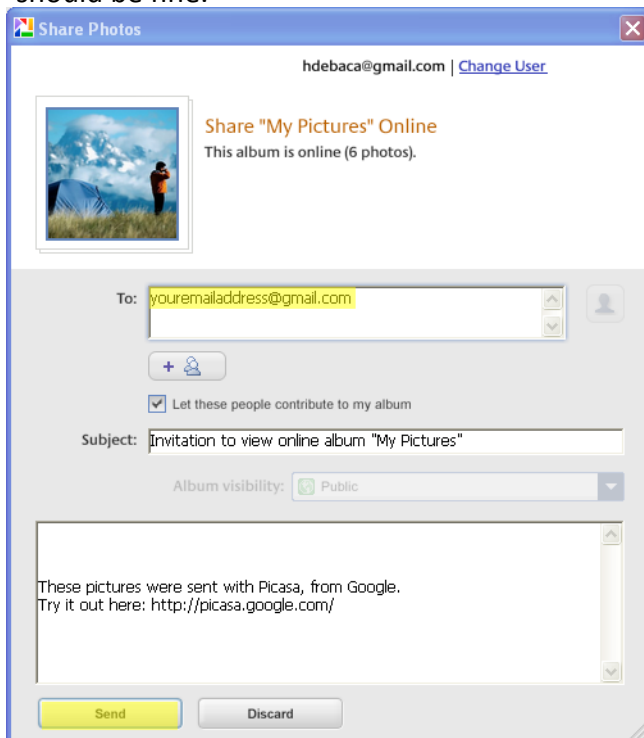 should be fine.
Share Photos
hdebaca@gmail.com | Change User
Share "My Pictures" Online
This album is online (6 photos).
To: youremailaddress@gmail.com
+
Let these people contribute to my album
Subject: Invitation to view online album "My Pictures"
Album visibility: Public
These pictures were sent with Picasa, from Google.
Try it out here: http://picasa.google.com/
Send Discard